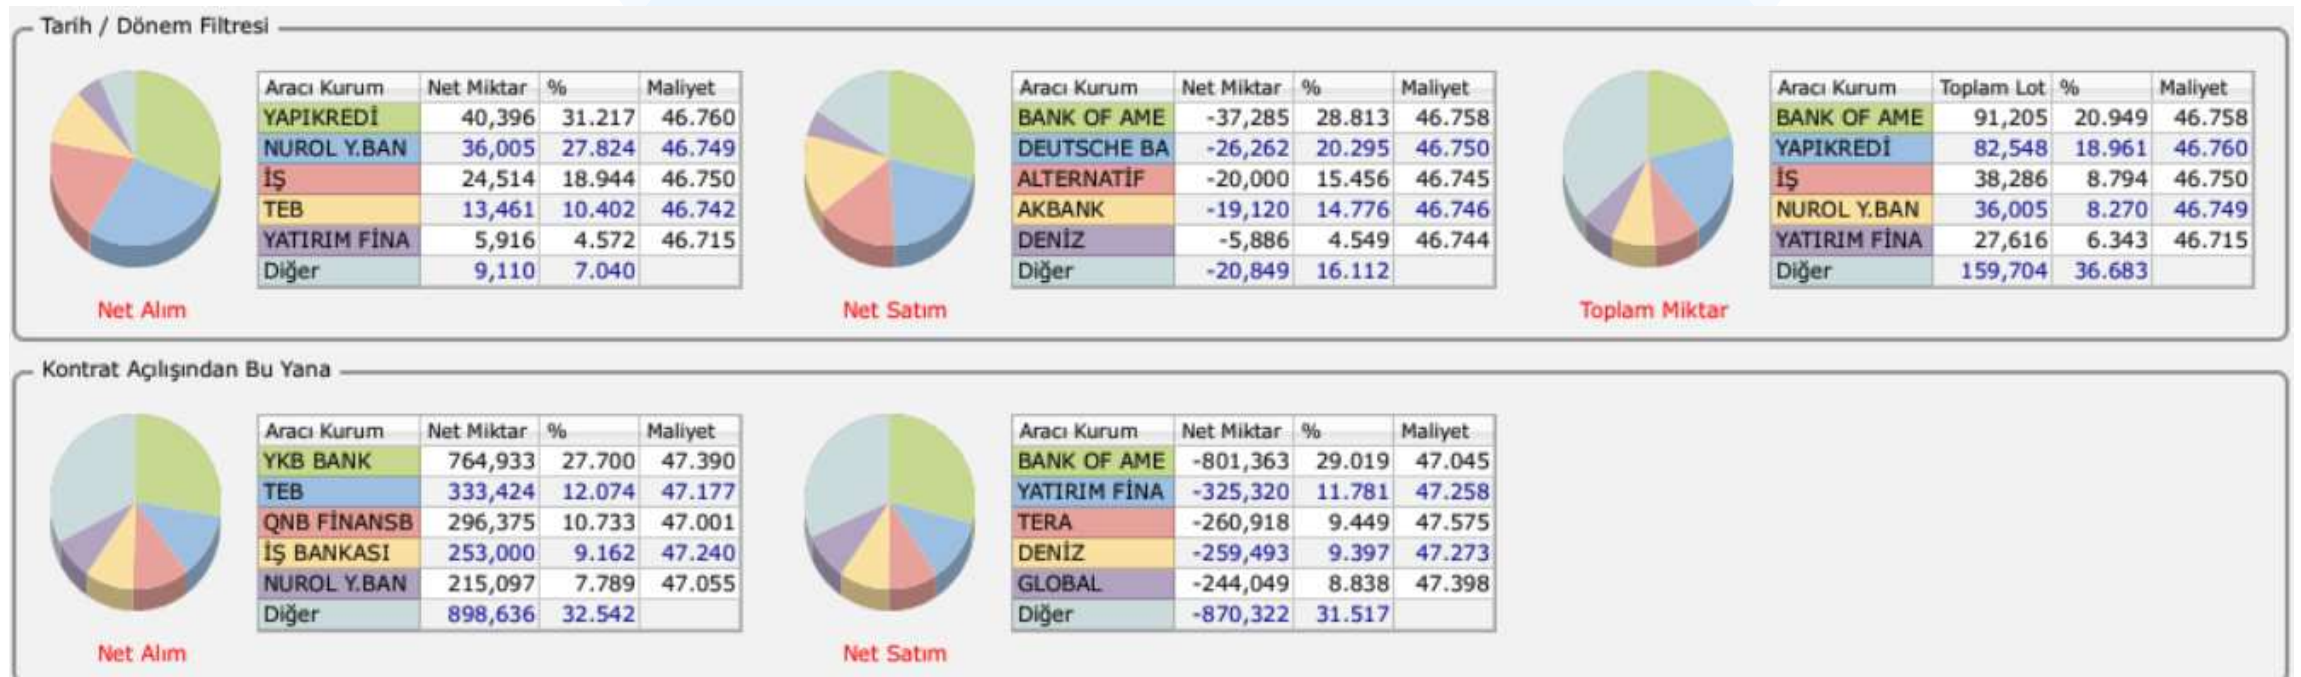 Tarih / Dönem Filtresi
Aracı Kurum Net Miktar % Maliyet
YAPIKREDİ 40,396 31.217 46.760
NUROL Y.BAN 36,005 27.824 46.749
İŞ 24,514 18.944 46.750
TEB 13,461 10.402 46.742
YATIRIM FİNA 5,916 4.572 46.715
Diğer 9,110 7.040
Net Alım
Aracı Kurum Net Miktar % Maliyet
BANK OF AME -37,285 28.813 46.758
DEUTSCHE BA -26,262 20.295 46.750
ALTERNATİF -20,000 15.456 46.745
AKBANK -19,120 14.776 46.746
DENİZ -5,886 4.549 46.744
Diğer -20,849 16.112
Net Satım
Aracı Kurum Toplam Lot % Maliyet
BANK OF AME 91,205 20.949 46.758
YAPIKREDİ 82,548 18.961 46.760
İŞ 38,286 8.794 46.750
NUROL Y.BAN 36,005 8.270 46.749
YATIRIM FİNA 27,616 6.343 46.715
Diğer 159,704 36.683
Toplam Miktar
Kontrat Açılışından Bu Yana
Aracı Kurum Net Miktar % Maliyet
YKB BANK 764,933 27.700 47.390
TEB 333,424 12.074 47.177
QNB FİNANSB 296,375 10.733 47.001
İŞ BANKASI 253,000 9.162 47.240
NUROL Y.BAN 215,097 7.789 47.055
Diğer 898,636 32.542
Net Alım
Aracı Kurum Net Miktar % Maliyet
BANK OF AME -801,363 29.019 47.045
YATIRIM FİNA -325,320 11.781 47.258
TERA -260,918 9.449 47.575
DENİZ -259,493 9.397 47.273
GLOBAL -244,049 8.838 47.398
Diğer -870,322 31.517
Net Satım